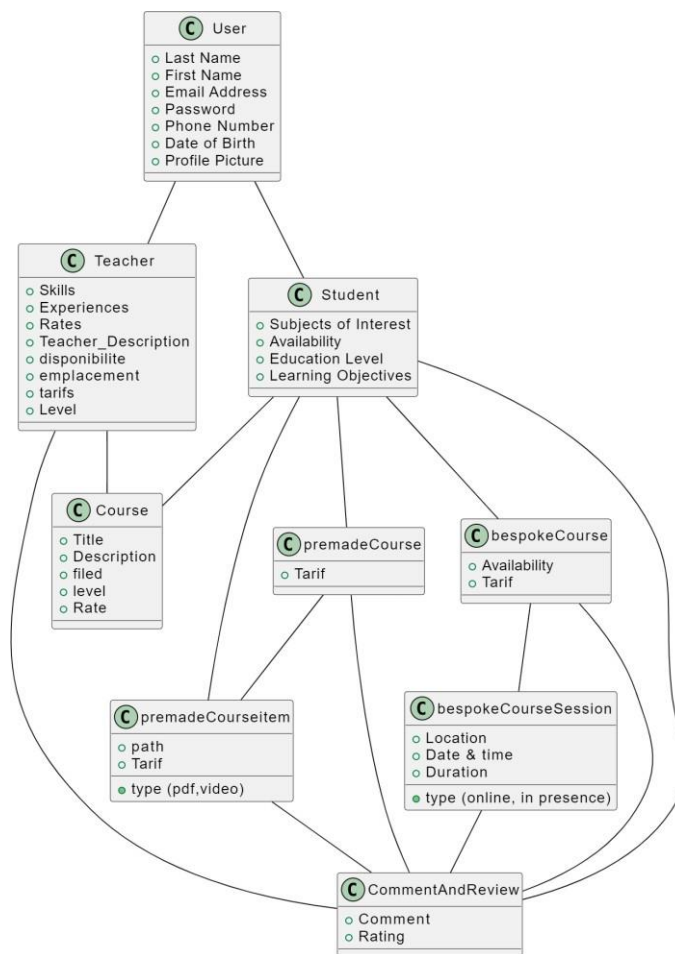 C User
Last Name
First Name
Email Address
Password
Phone Number
Date of Birth
Profile Picture
C Teacher
Skills
Experiences
Rates
Teacher_Description
disponibilite
emplacement
tarifs
Level
C Student
Subjects of Interest
Availability
Education Level
Learning Objectives
C Course
Title
Description
filed
level
Rate
C premadeCourse
Tarif
C bespokeCourse
Availability
Tarif
C premadeCourseitem
path
Tarif
type (pdf,video)
C bespokeCourseSession
Location
Date & time
Duration
type (online, in presence)
C CommentAndReview
Comment
Rating